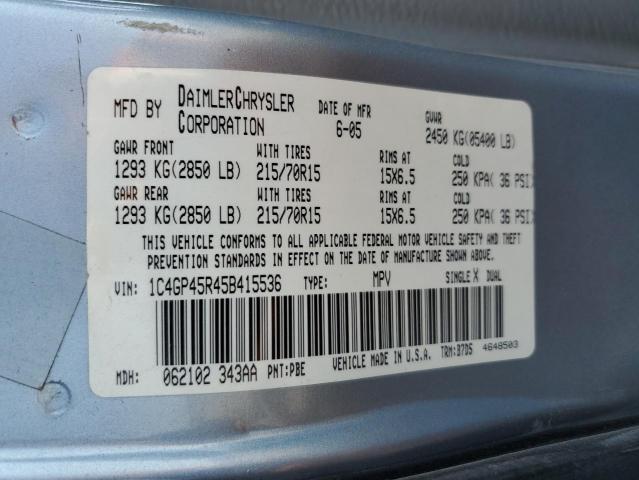 MFD BY DAIMLERCHRYSLER CORPORATION DATE OF MFR 6-05 GVWR 2450 KG(05400 LB)
GAWR FRONT WITH TIRES RIMS AT COLD
1293 KG(2850 LB) 215/70R15 15X6.5 250 KPA( 36 PSI)
GAWR REAR WITH TIRES RIMS AT COLD
1293 KG(2850 LB) 215/70R15 15X6.5 250 KPA( 36 PSI)
THIS VEHICLE CONFORMS TO ALL APPLICABLE FEDERAL MOTOR VEHICLE SAFETY AND THEFT
PREVENTION STANDARDS IN EFFECT ON THE DATE OF MANUFACTURE SHOWN ABOVE.
VIN: 1C4GP45R45B415536 TYPE: MPV SINGLE X DUAL
MDH: 062102 343AA PNT:PBE VEHICLE MADE IN U.S.A. TRM:B7D5 4648503